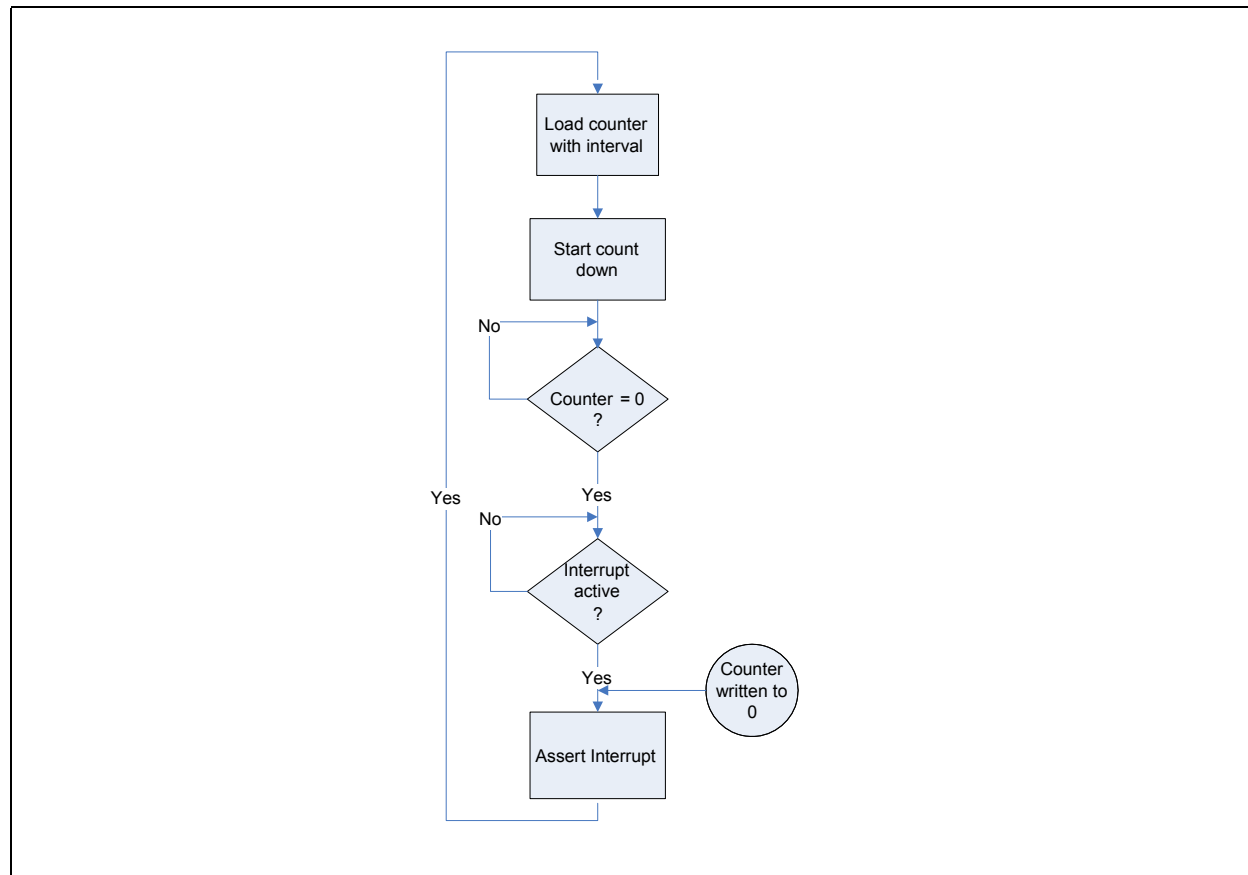 Load counter
with interval
Start count
down
No
Counter = 0
?
Yes
Yes
No
Interrupt
active
?
Yes
Counter
written to
0
Assert Interrupt